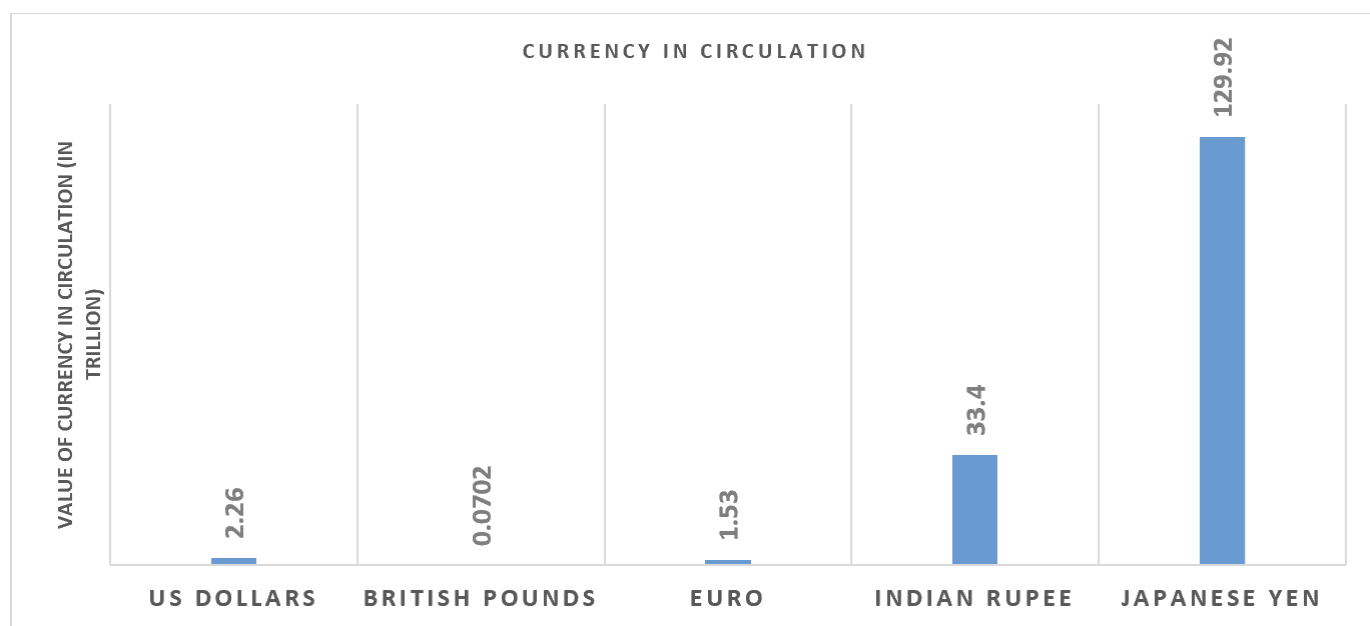 CURRENCY IN CIRCULATION
VALUE OF CURRENCY IN CIRCULATION (IN
TRILLION)
2.26
0.0702
1.53
33.4
129.92
US DOLLARS
BRITISH POUNDS
EURO
INDIAN RUPEE
JAPANESE YEN